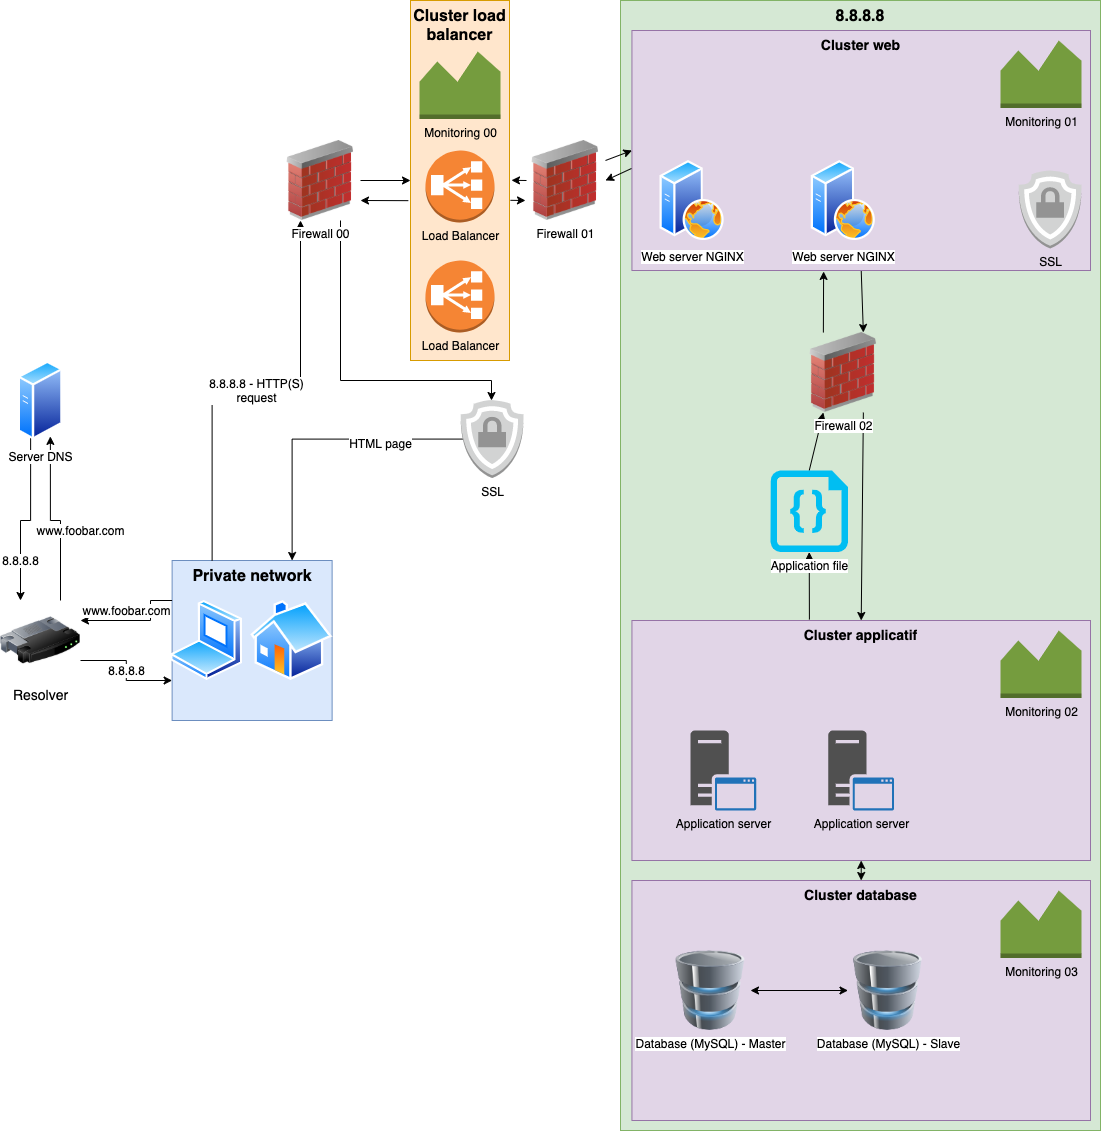 Cluster load
balancer
Monitoring 00
Load Balancer
Load Balancer
Firewall 00
Firewall 01
8.8.8.8
Cluster web
Monitoring 01
Web server NGINX
Web server NGINX
SSL
8.8.8.8 - HTTP(S)
request
Firewall 02
HTML page
SSL
Server DNS
www.foobar.com
8.8.8.8
Application file
Private network
www.foobar.com
8.8.8.8
Resolver
Cluster applicatif
Monitoring 02
Application server
Application server
Cluster database
Monitoring 03
Database (MySQL) - Master
Database (MySQL) - Slave